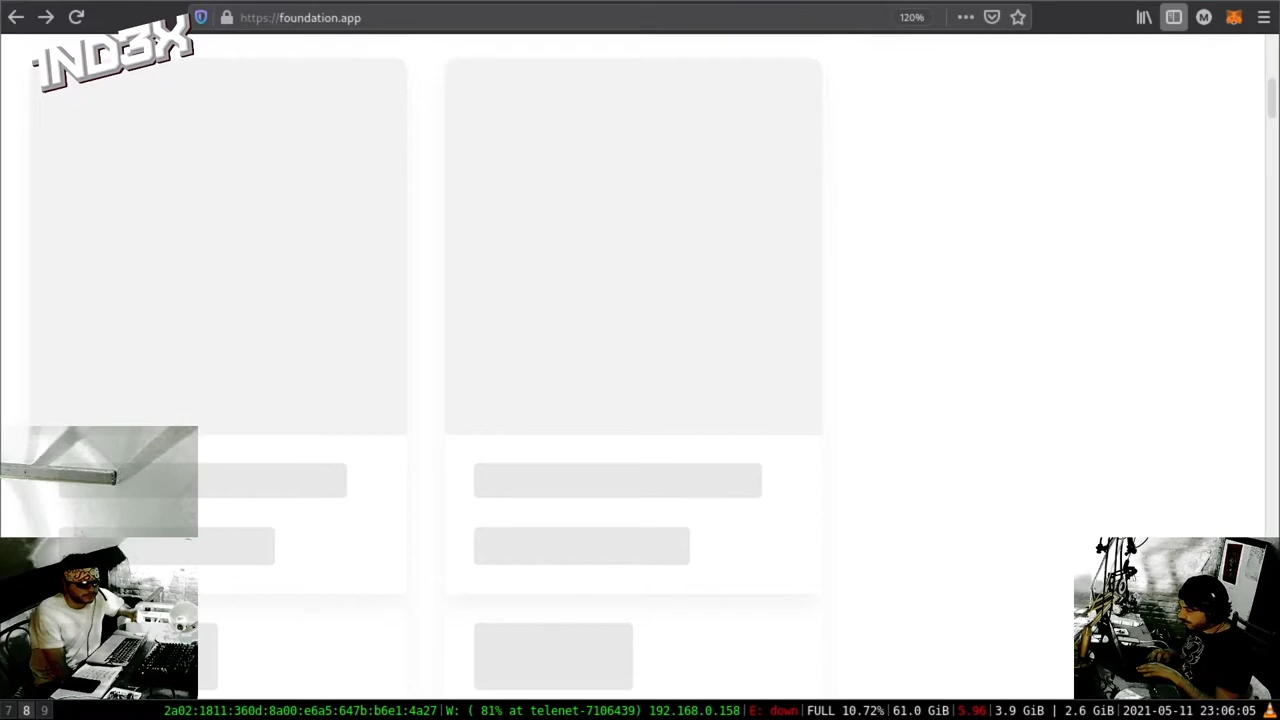 https://foundation.app
120%
M
1ND3X
7 8 9
2a02:1811:360d:8a00:e6a5:647b:b6e1:4a27 W: ( 81% at telenet-7106439) 192.168.0.158 E: down FULL 10.72% 61.0 GiB 5.96 3.9 GiB | 2.6 GiB 2021-05-11 23:06:05